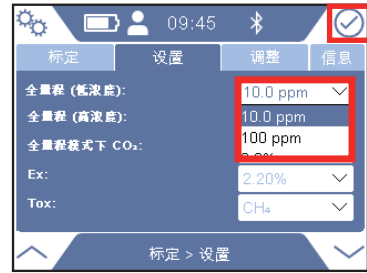 09:45
标定 设置 调整 信息
全量程 (低浓度): 10.0 ppm
全量程 (高浓度): 10.0 ppm
100 ppm
全量程模式下 CO₂:
Ex: 2.20%
Tox: CH₄
标定 > 设置